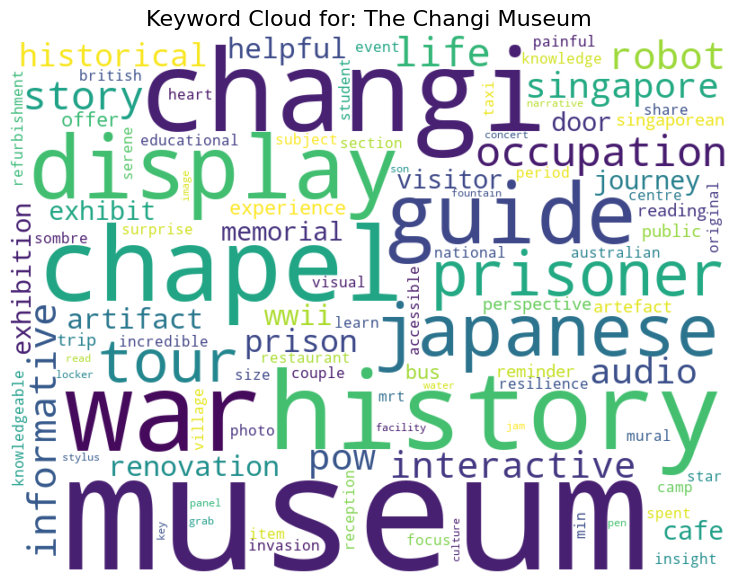 Keyword Cloud for: The Changi Museum
historical
helpful
life
event
painful
knowledge
robot
british
story
heart
changi
student
taxi
narrative
singapore
share
refurbishment
offer
educational
subject
section
concert
door
singaporean
serene
display
image
son
occupation
period
visitor
fountain
journey
centre
exhibit
experience
guide
reading
original
public
sombre
surprise
memorial
national
australian
exhibition
chapel
visual
accessible
prisoner
perspective
artefact
wwii
artifact
learn
japanese
trip
incredible
prison
informative
read
tour
restaurant
locker
size
couple
bus
reminder
resilience
audio
water
mrt
war
history
village
photo
facility
jam
mural
knowledgeable
stylus
renovation
pow
interactive
star
camp
museum
panel
grab
key
item
invasion
reception
focus
culture
min
pen
spent
cafe
insight